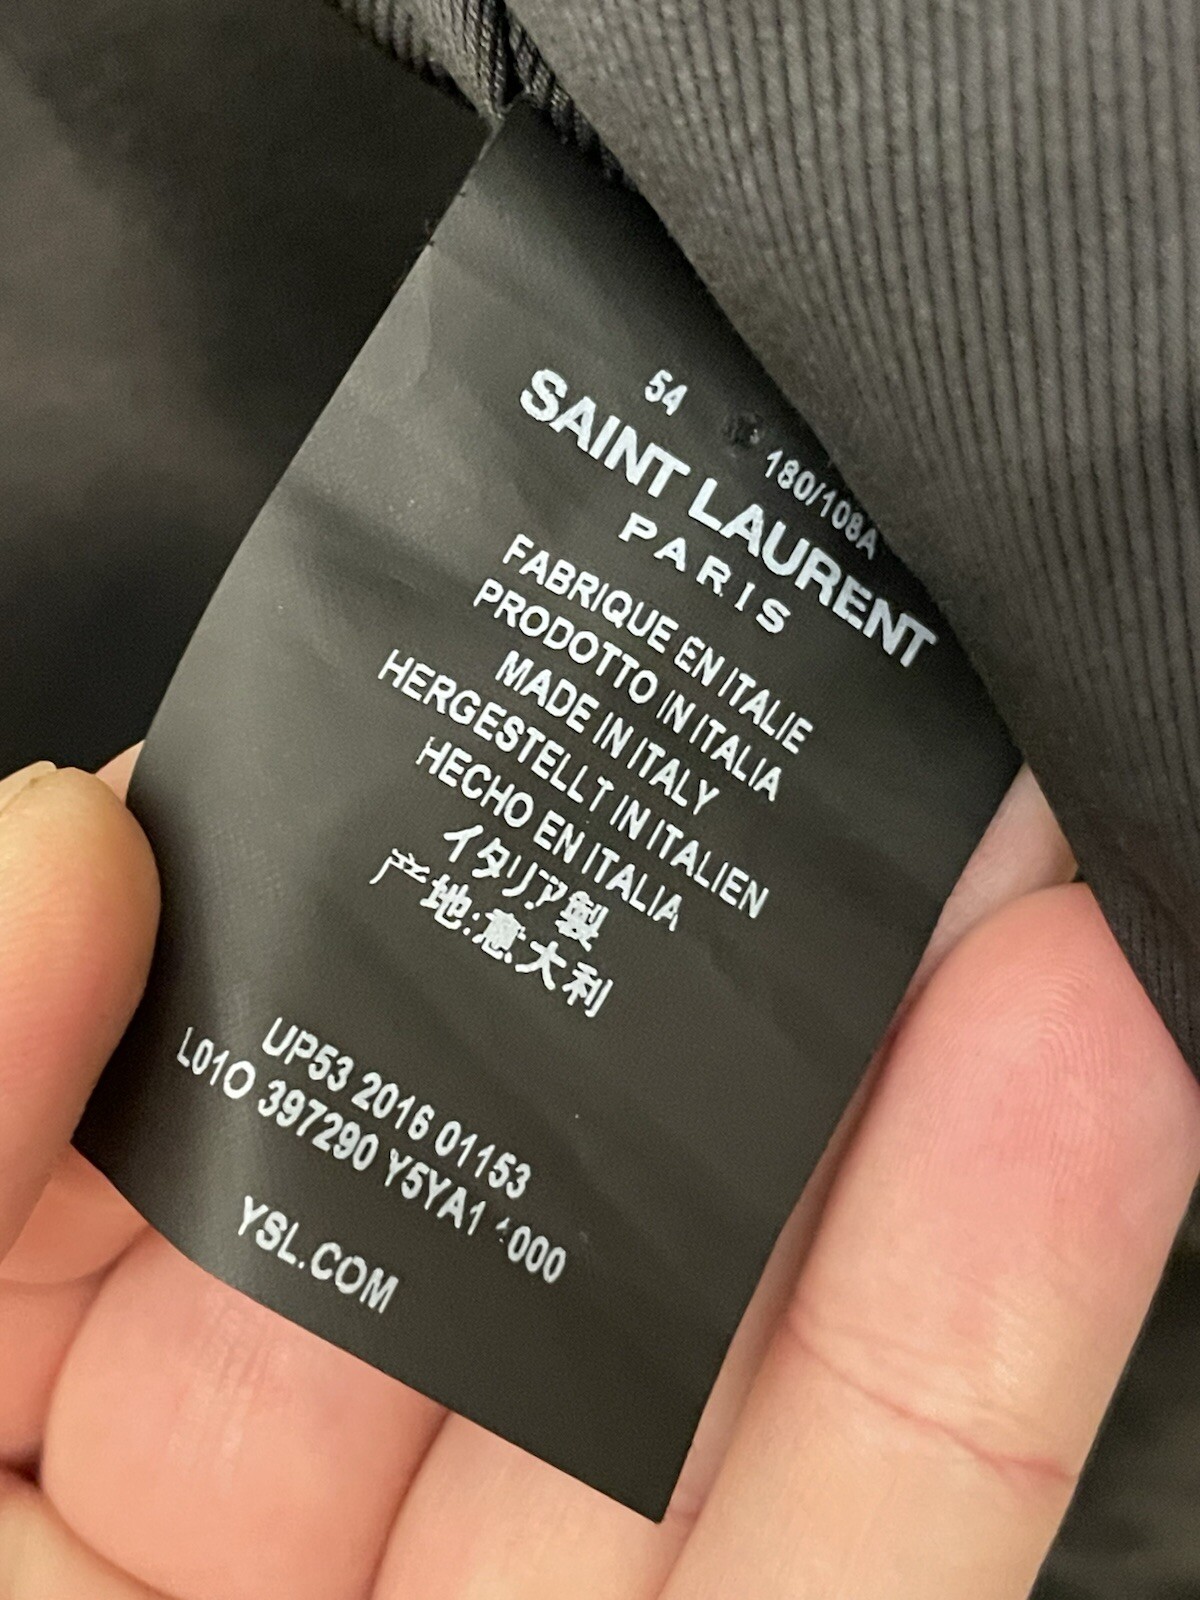 54 180/108A
SAINT LAURENT
PARIS
FABRIQUE EN ITALIE
PRODOTTO IN ITALIA
MADE IN ITALY
HERGESTELLT IN ITALIEN
HECHO EN ITALIA
イタリア製
产地:意大利
UP53 2016 01153
L01O 397290 Y5YA1 1000
YSL.COM